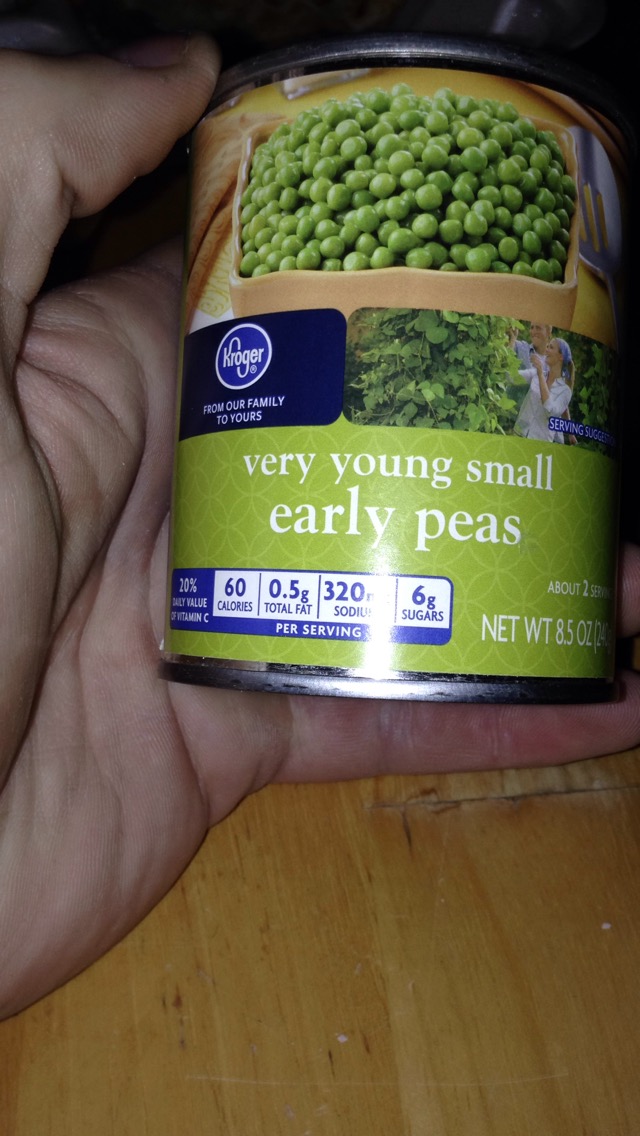 Kroger®
FROM OUR FAMILY
TO YOURS
SERVING
very young small
early peas
20%
DAILY VALUE
OF VITAMIN C
60
CALORIES
0.5g
TOTAL FAT
320
6g
SUGARS
PER SERVING
ABOUT 2
NET WT 8.5 OZ